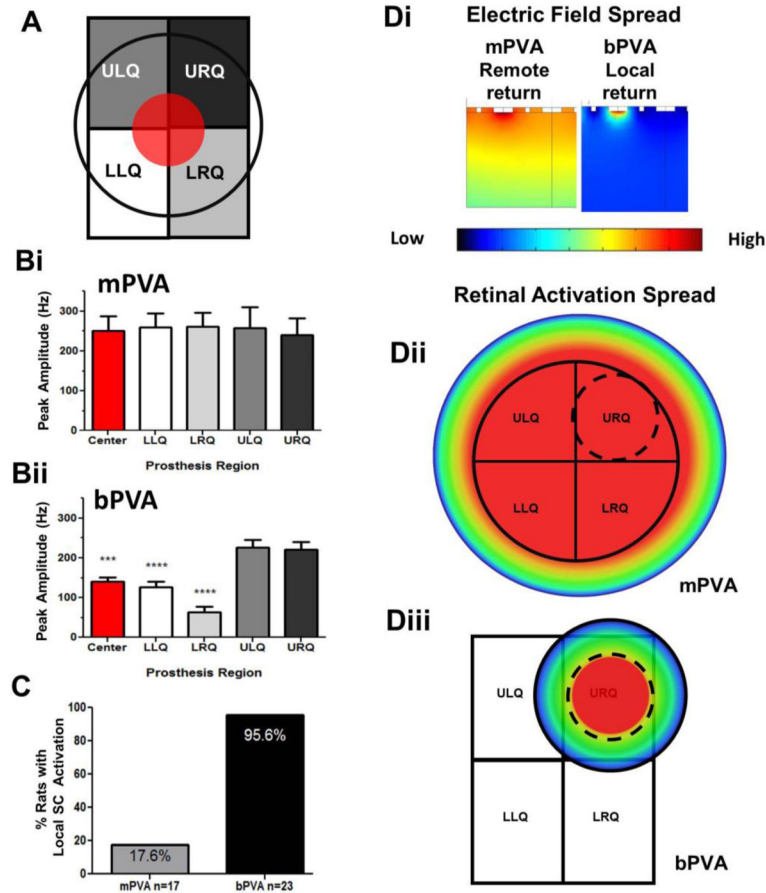 A
ULQ URQ
LLQ LRQ
Bi
mPVA
Peak Amplitude (Hz)
300
200
100
0
Center LLQ LRQ ULQ URQ
Prosthesis Region
Bii
bPVA
Peak Amplitude (Hz)
300
200
100
0
***
****
****
Center LLQ LRQ ULQ URQ
Prosthesis Region
C
% Rats with
Local SC Activation
100
80
60
40
20
0
17.6%
95.6%
mPVA n=17 bPVA n=23
Di
Electric Field Spread
mPVA
Remote
return
bPVA
Local
return
Low High
Retinal Activation Spread
Dii
ULQ URQ
LLQ LRQ
mPVA
Diii
ULQ URQ
LLQ LRQ
bPVA